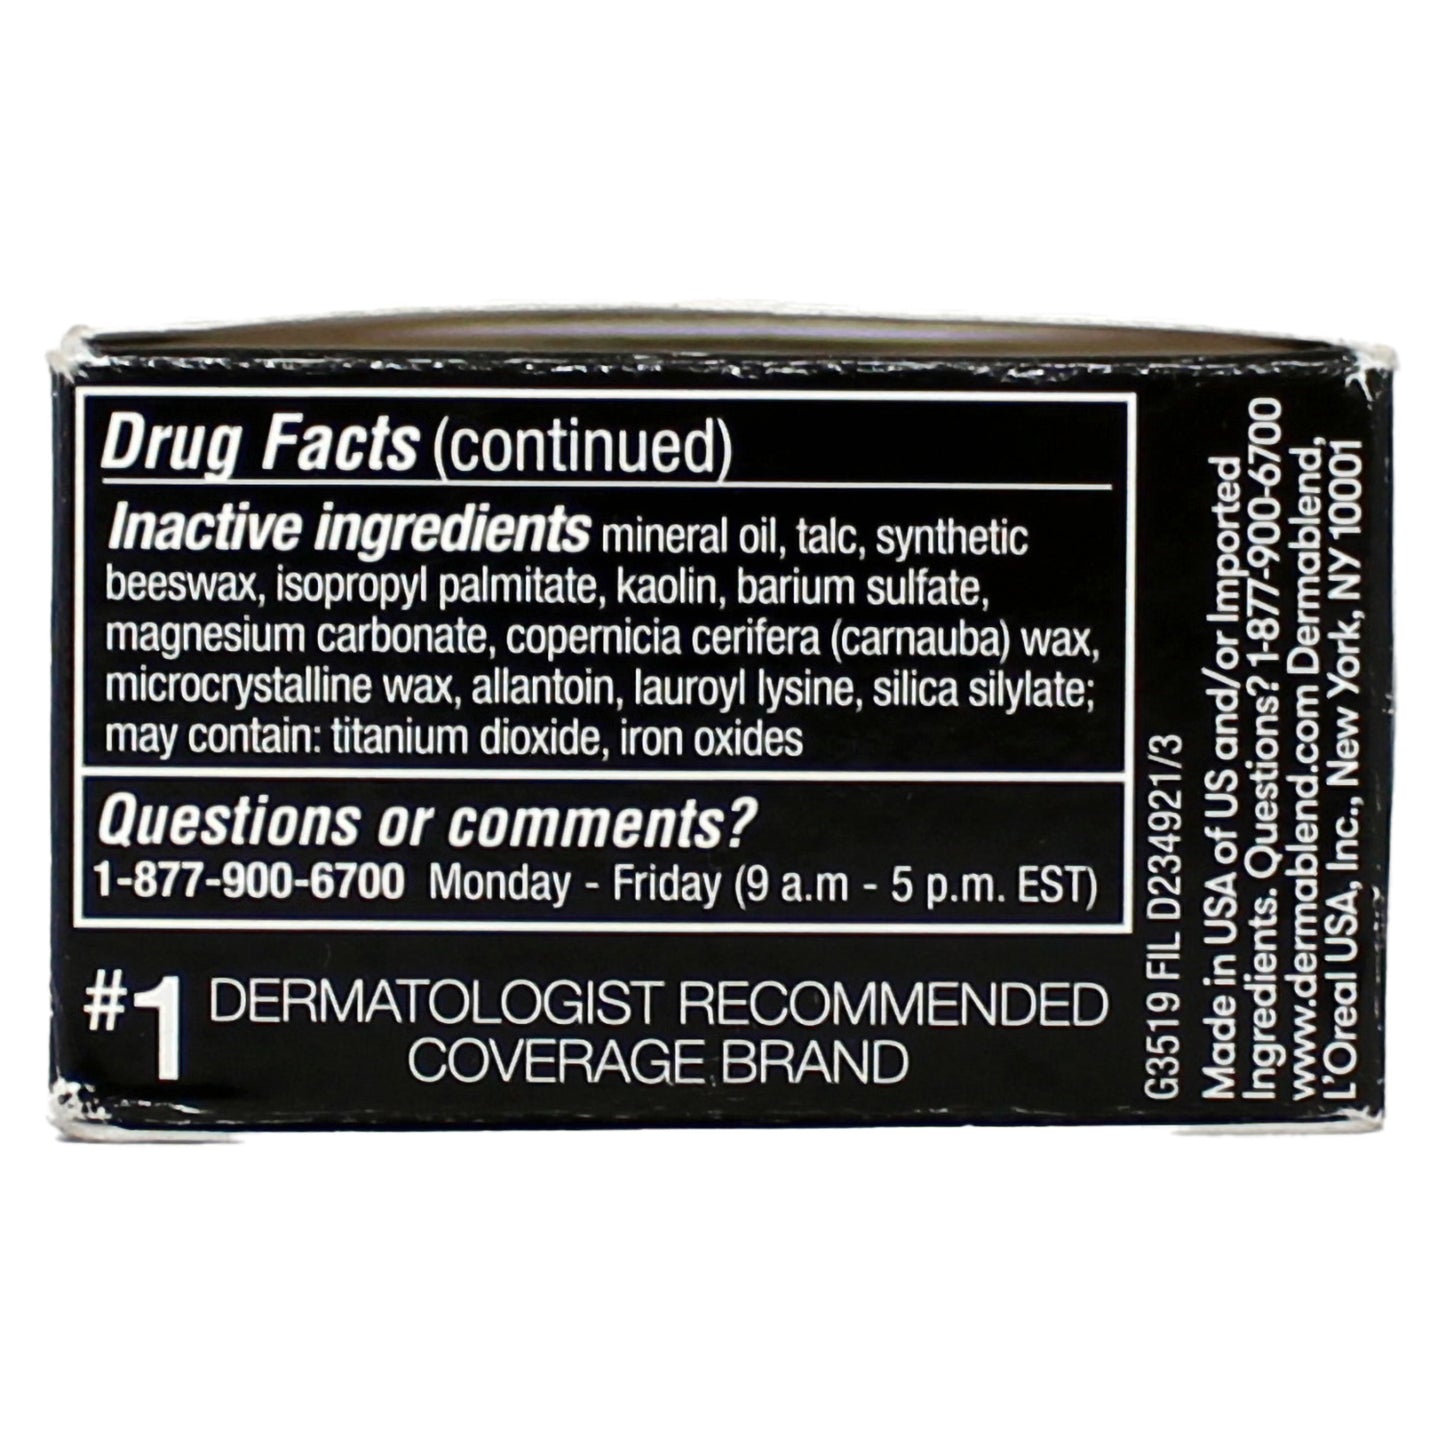 Drug Facts (continued)
Inactive ingredients mineral oil, talc, synthetic
beeswax, isopropyl palmitate, kaolin, barium sulfate,
magnesium carbonate, copernicia cerifera (carnauba) wax,
microcrystalline wax, allantoin, lauroyl lysine, silica silylate;
may contain: titanium dioxide, iron oxides
Questions or comments?
1-877-900-6700 Monday - Friday (9 a.m - 5 p.m. EST)
#1 DERMATOLOGIST RECOMMENDED
COVERAGE BRAND
G3519 FIL D234921/3
Made in USA of US and/or Imported
Ingredients. Questions? 1-877-900-6700
www.dermablend.com Dermablend,
L'Oreal USA, Inc., New York, NY 10001